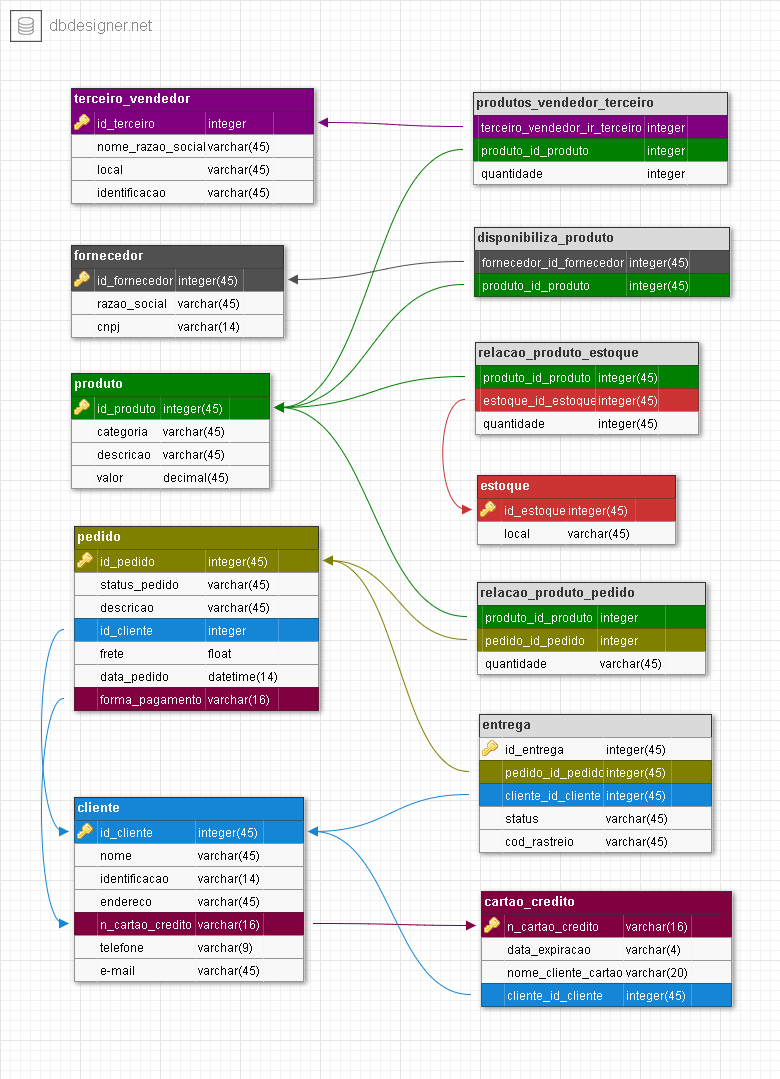 dbdesigner.net
terceiro_vendedor
id_terceiro integer
nome_razao_social varchar(45)
local varchar(45)
identificacao varchar(45)
produtos_vendedor_terceiro
terceiro_vendedor_ir_terceiro integer
produto_id_produto integer
quantidade integer
fornecedor
id_fornecedor integer(45)
razao_social varchar(45)
cnpj varchar(14)
disponibiliza_produto
fornecedor_id_fornecedor integer(45)
produto_id_produto integer(45)
produto
id_produto integer(45)
categoria varchar(45)
descricao varchar(45)
valor decimal(45)
relacao_produto_estoque
produto_id_produto integer(45)
estoque_id_estoque integer(45)
quantidade integer(45)
estoque
id_estoque integer(45)
local varchar(45)
pedido
id_pedido integer(45)
status_pedido varchar(45)
descricao varchar(45)
id_cliente integer
frete float
data_pedido datetime(14)
forma_pagamento varchar(16)
relacao_produto_pedido
produto_id_produto integer
pedido_id_pedido integer
quantidade varchar(45)
entrega
id_entrega integer(45)
pedido_id_pedido integer(45)
cliente_id_cliente integer(45)
status varchar(45)
cod_rastreio varchar(45)
cliente
id_cliente integer(45)
nome varchar(45)
identificacao varchar(14)
endereco varchar(45)
n_cartao_credito varchar(16)
telefone varchar(9)
e-mail varchar(45)
cartao_credito
n_cartao_credito varchar(16)
data_expiracao varchar(4)
nome_cliente_cartao varchar(20)
cliente_id_cliente integer(45)